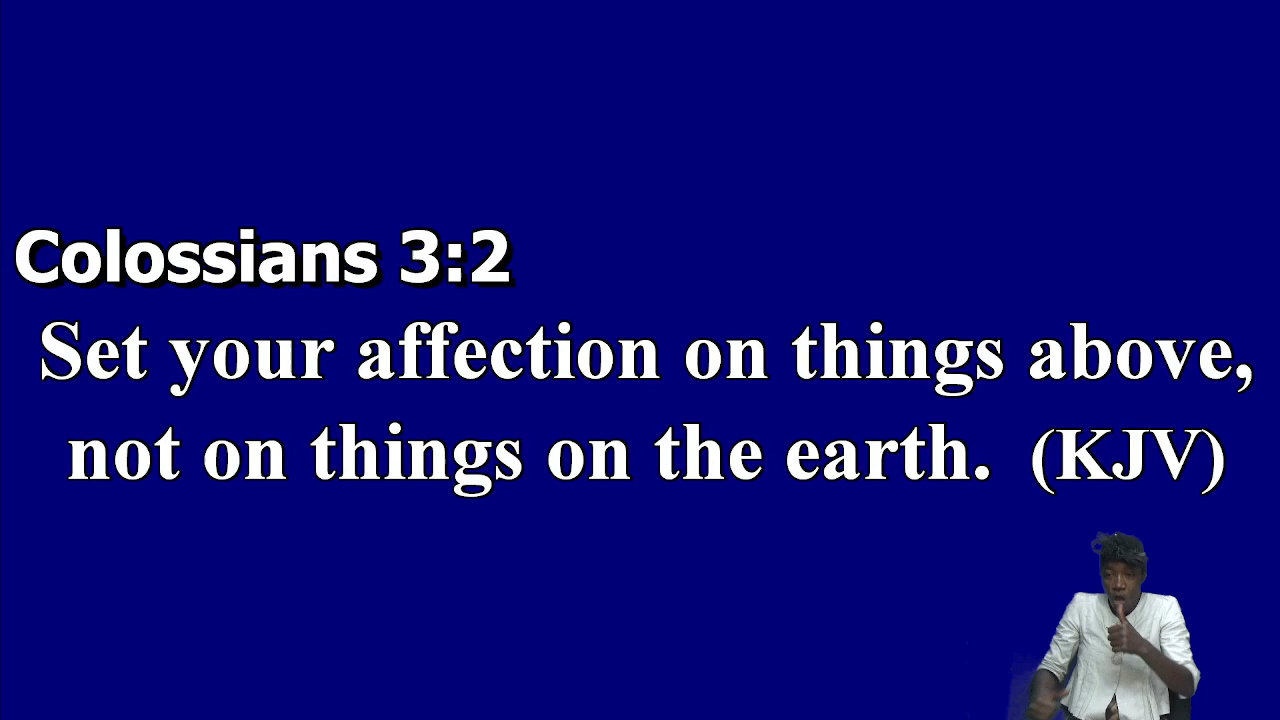 Colossians 3:2
Set your affection on things above,
not on things on the earth. (KJV)